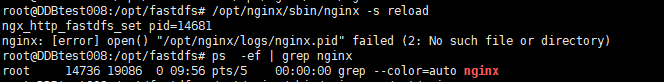 root@DDBtest008:/opt/fastdfs# /opt/nginx/sbin/nginx -s reload
ngx_http_fastdfs_set pid=14681
nginx: [error] open() "/opt/nginx/logs/nginx.pid" failed (2: No such file or directory)
root@DDBtest008:/opt/fastdfs# ps  -ef | grep nginx
root     14736 19086  0 09:56 pts/5    00:00:00 grep --color=auto nginx